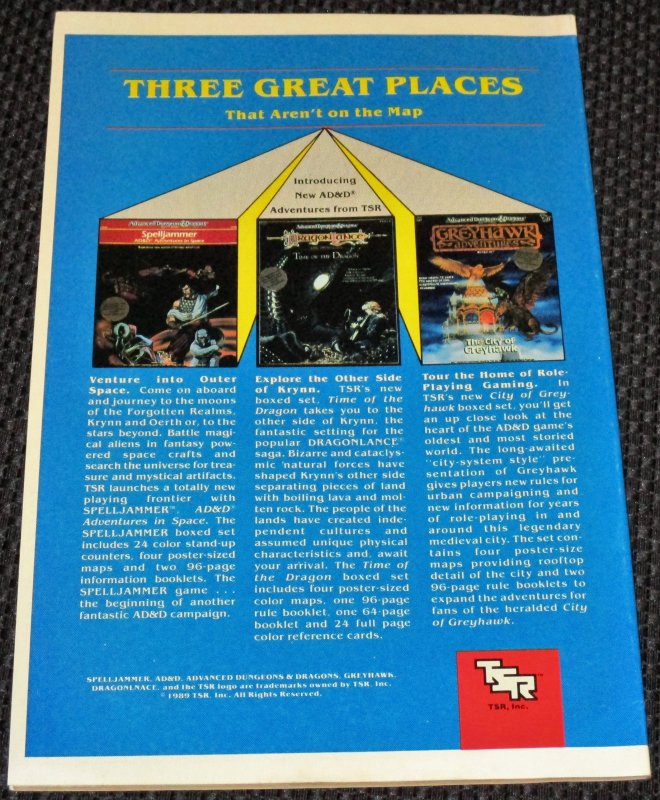 THREE GREAT PLACES
That Aren't on the Map
Introducing
New AD&D®
Adventures from TSR
Advanced Dungeons & Dragons
Spelljammer
AD&D Adventures in Space
Advanced Dungeons & Dragons
DRAGONLANCE
TIME OF THE DRAGON
Advanced Dungeons & Dragons
GREYHAWK
ADVENTURES
The City of
Greyhawk
Venture into Outer
Space. Come on aboard
and journey to the moons
of the Forgotten Realms,
Krynn and Oerth or, to the
stars beyond. Battle magi-
cal aliens in fantasy pow-
ered space crafts and
search the universe for trea-
sure and mystical artifacts.
TSR launches a totally new
playing frontier with
SPELLJAMMER™, AD&D®
Adventures in Space. The
SPELLJAMMER boxed set
includes 24 color stand-up
counters, four poster-sized
maps and two 96-page
information booklets. The
SPELLJAMMER game . . .
the beginning of another
fantastic AD&D campaign.
Explore the Other Side
of Krynn. TSR's new
boxed set, Time of the
Dragon takes you to the
other side of Krynn, the
fantastic setting for the
popular DRAGONLANCE®
saga. Bizarre and cataclys-
mic natural forces have
shaped Krynn's other side
separating pieces of land
with boiling lava and mol-
ten rock. The people of the
lands have created inde-
pendent cultures and
assumed unique physical
characteristics and, await
your arrival. The Time of
the Dragon boxed set
includes four poster-sized
color maps, one 96-page
rule booklet, one 64-page
booklet and 24 full page
color reference cards.
Tour the Home of Role-
Playing Gaming. In
TSR's new City of Grey-
hawk boxed set, you'll get
an up close look at the
heart of the AD&D game's
oldest and most storied
world. The long-awaited
"city-system style" pre-
sentation of Greyhawk
gives players new rules for
urban campaigning and
new information for years
of role-playing in and
around this legendary
medieval city. The set con-
tains four poster-size
maps providing rooftop
detail of the city and two
96-page rule booklets to
expand the adventures for
fans of the heralded City
of Greyhawk.
SPELLJAMMER, AD&D, ADVANCED DUNGEONS & DRAGONS, GREYHAWK,
DRAGONLNACE, and the TSR logo are trademarks owned by TSR, Inc.
©1989 TSR, Inc. All Rights Reserved.
TSR™
TSR, Inc.